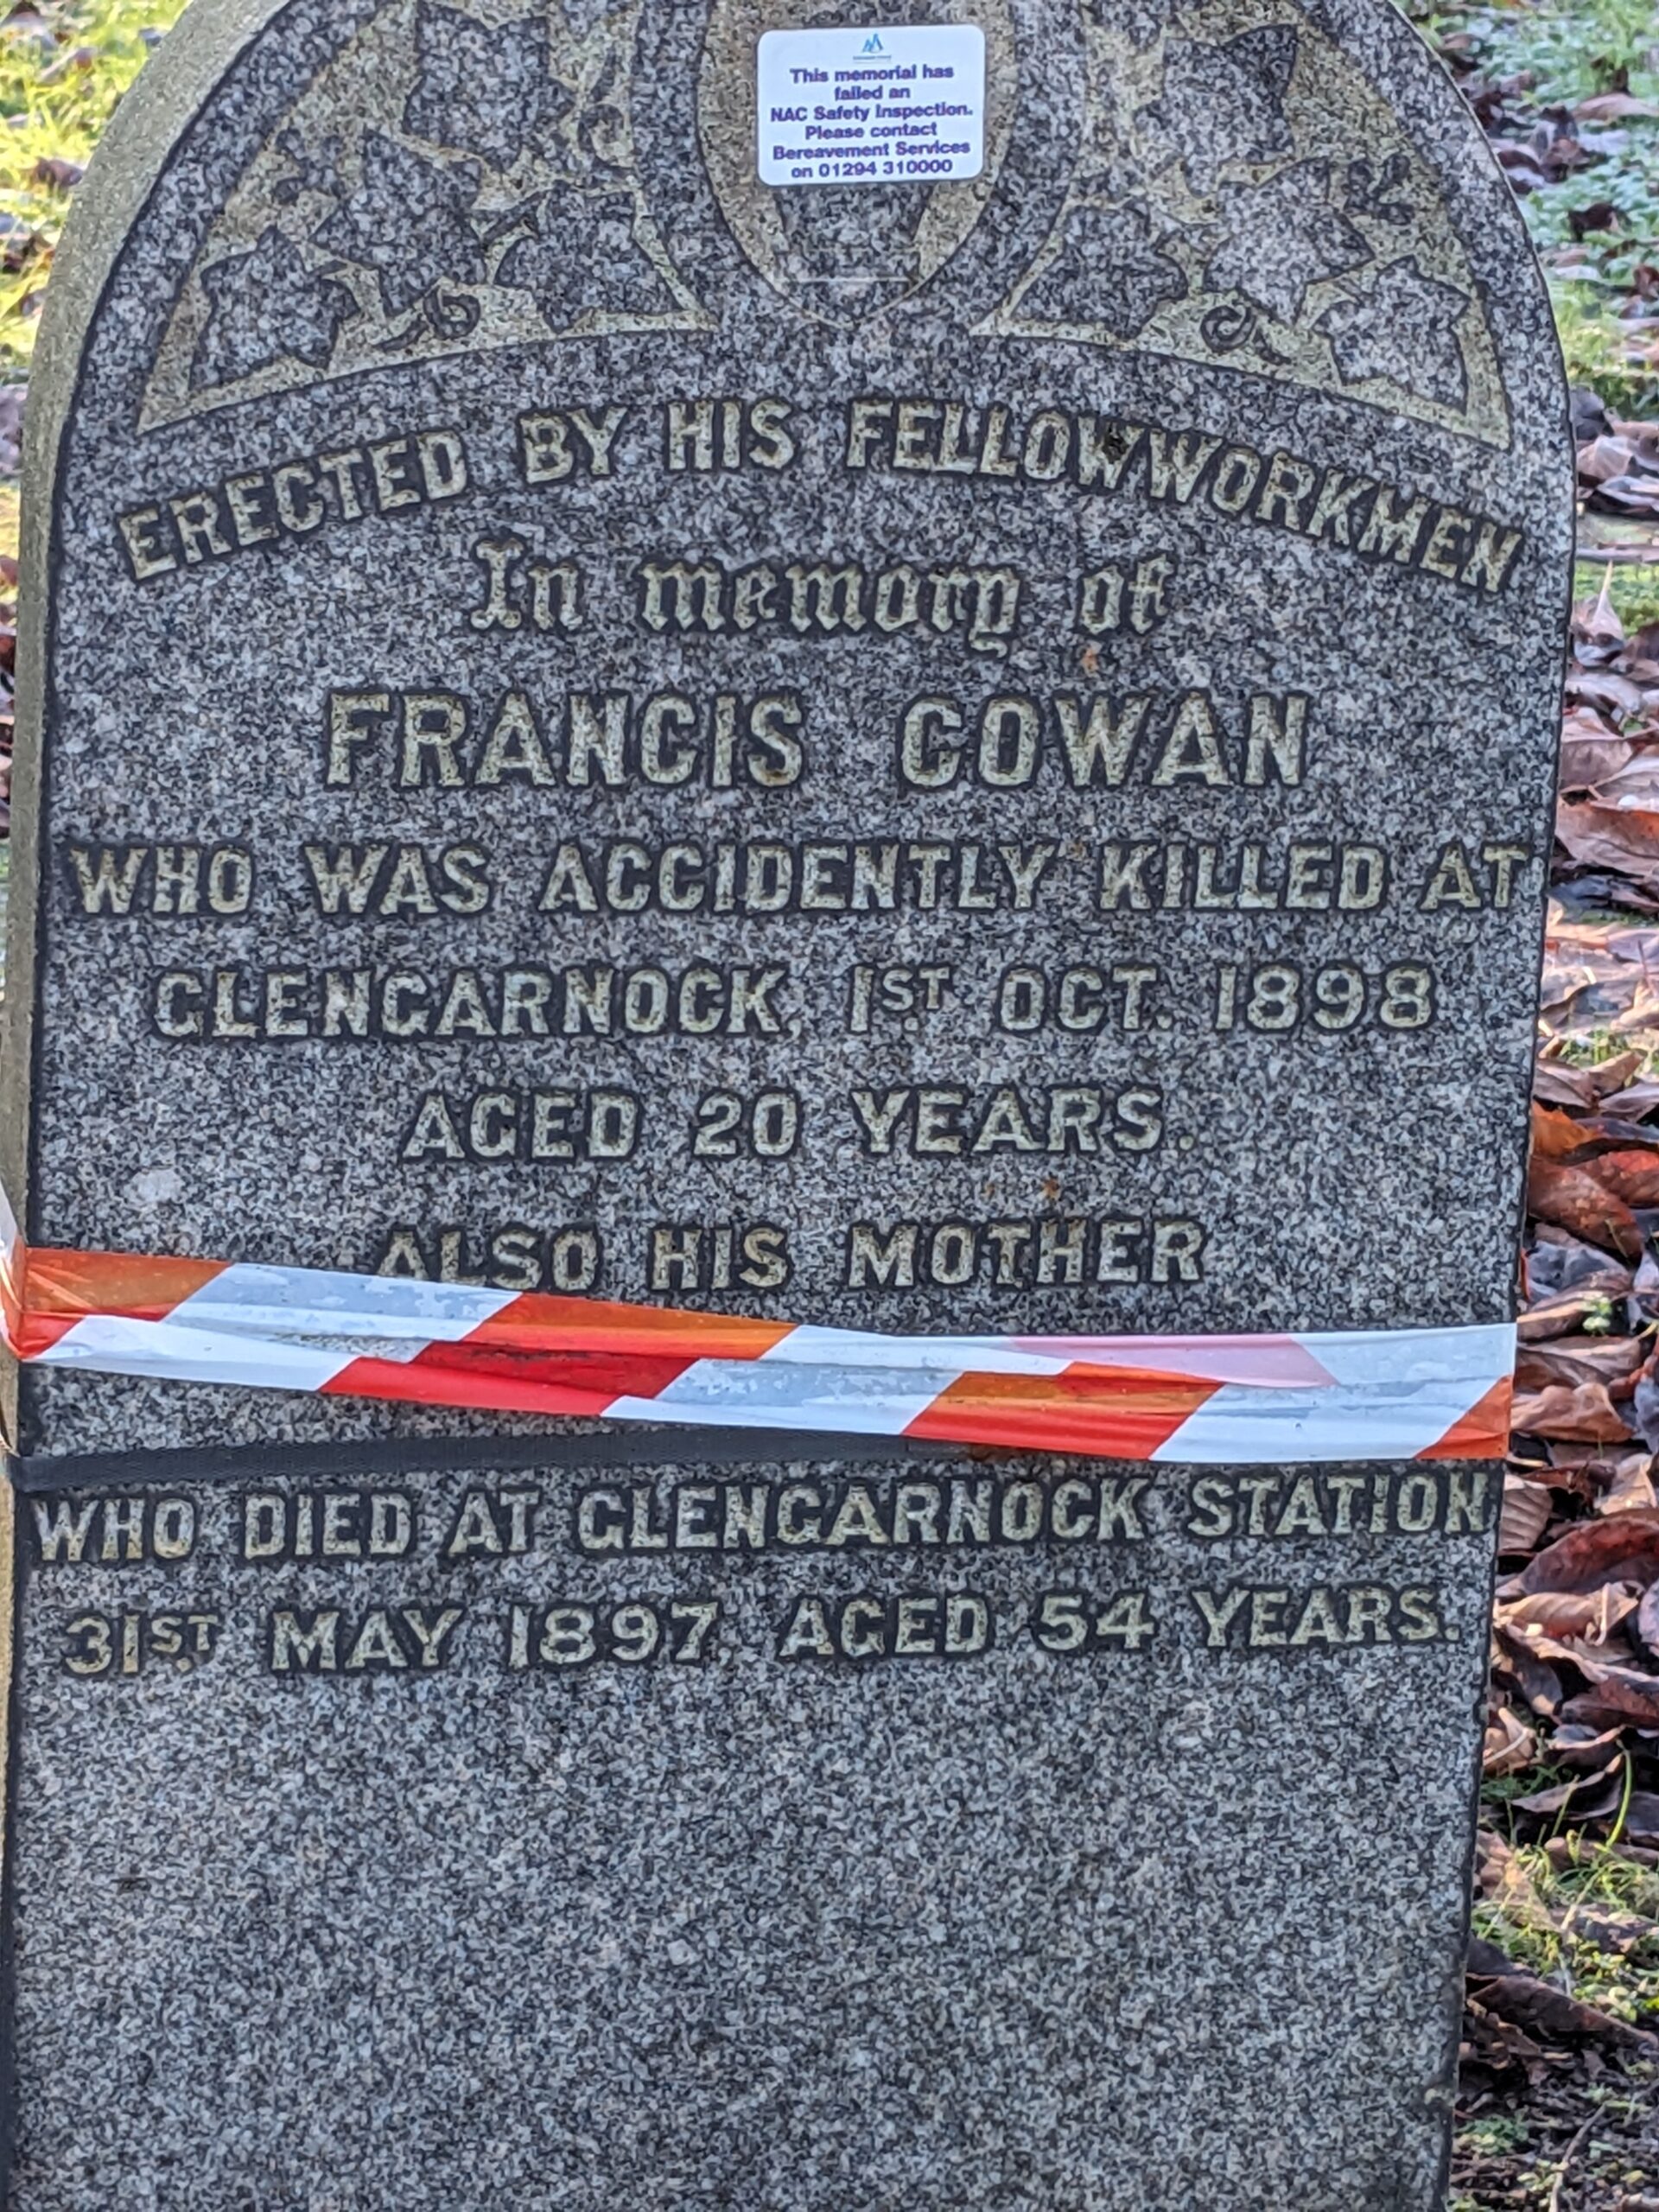 This memorial has
failed an
NAC Safety Inspection.
Please contact
Bereavement Services
on 01294 310000
ERECTED BY HIS FELLOWWORKMEN
In memory of
FRANCIS COWAN
WHO WAS ACCIDENTLY KILLED AT
GLENGARNOCK, 1ST OCT. 1898
AGED 20 YEARS.
ALSO HIS MOTHER
WHO DIED AT GLENGARNOCK STATION
31ST MAY 1897, AGED 54 YEARS.